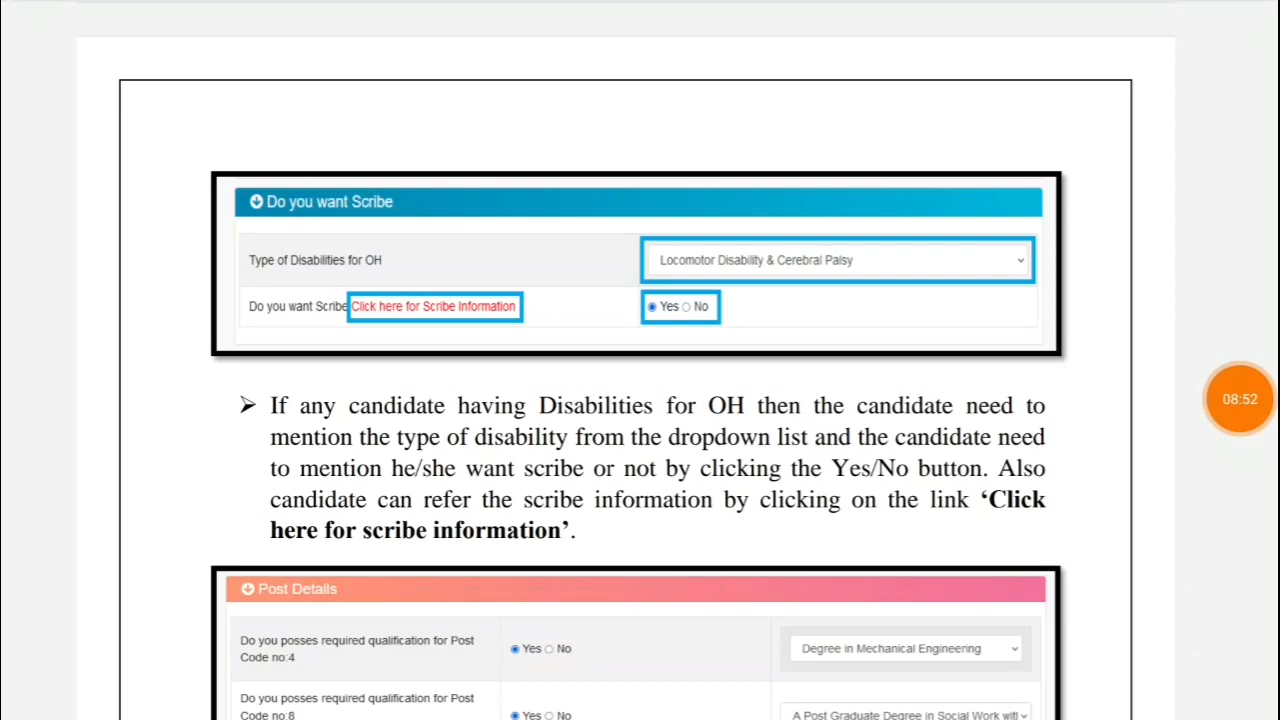 Do you want Scribe
Type of Disabilities for OH
Locomotor Disability & Cerebral Palsy
Do you want Scribe Click here for Scribe Information
Yes No
If any candidate having Disabilities for OH then the candidate need to
mention the type of disability from the dropdown list and the candidate need
to mention he/she want scribe or not by clicking the Yes/No button. Also
candidate can refer the scribe information by clicking on the link ‘Click
here for scribe information’.
Post Details
Do you posses required qualification for Post
Code no:4
Yes No
Degree in Mechanical Engineering
Do you posses required qualification for Post
Code no:8
Yes No
A Post Graduate Degree in Social Work with
08:52